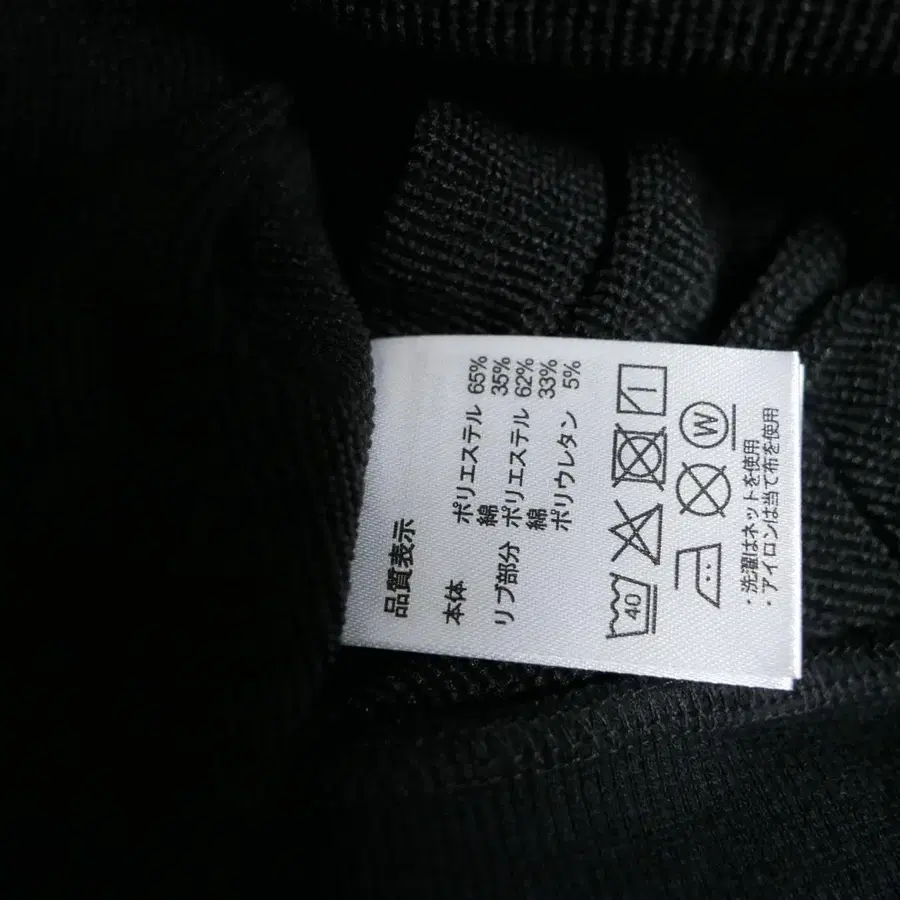 品質表示
本体 ポリエステル 65%
綿 35%
リブ部分 ポリエステル 62%
綿 33%
ポリウレタン 5%
40
W
・洗濯はネットを使用
・アイロンは当て布を使用